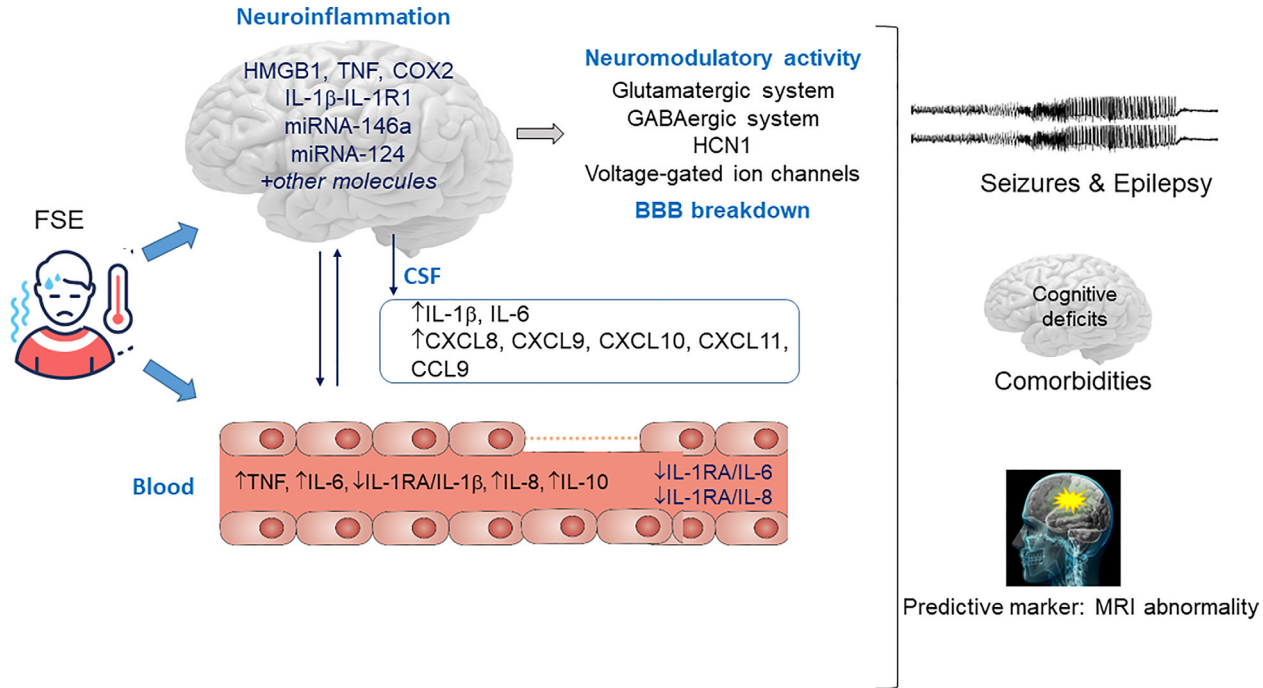 Neuroinflammation
HMGB1, TNF, COX2
IL-1β-IL-1R1
miRNA-146a
miRNA-124
+other molecules
Neuromodulatory activity
Glutamatergic system
GABAergic system
HCN1
Voltage-gated ion channels
BBB breakdown
FSE
CSF
↑IL-1β, IL-6
↑CXCL8, CXCL9, CXCL10, CXCL11,
CCL9
Blood
↑TNF, ↑IL-6, ↓IL-1RA/IL-1β, ↑IL-8, ↑IL-10
↓IL-1RA/IL-6
↓IL-1RA/IL-8
Seizures & Epilepsy
Cognitive
deficits
Comorbidities
Predictive marker: MRI abnormality